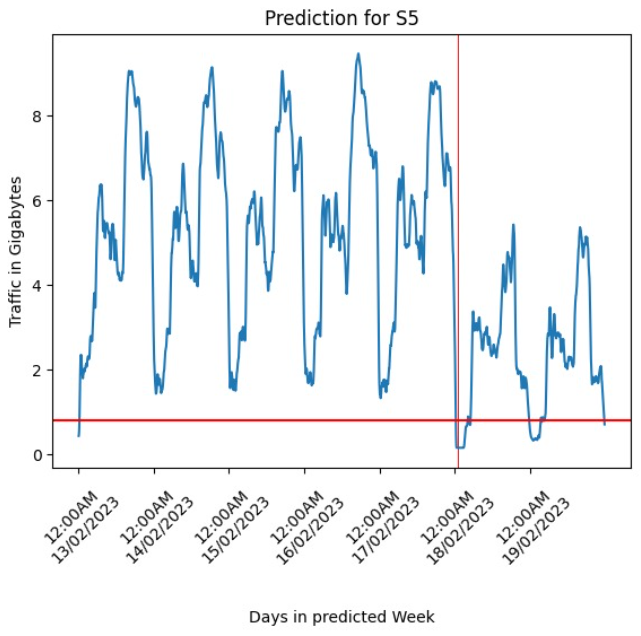 Prediction for S5
Traffic in Gigabytes
8
6
4
2
0
12:00AM
13/02/2023
12:00AM
14/02/2023
12:00AM
15/02/2023
12:00AM
16/02/2023
12:00AM
17/02/2023
12:00AM
18/02/2023
12:00AM
19/02/2023
Days in predicted Week